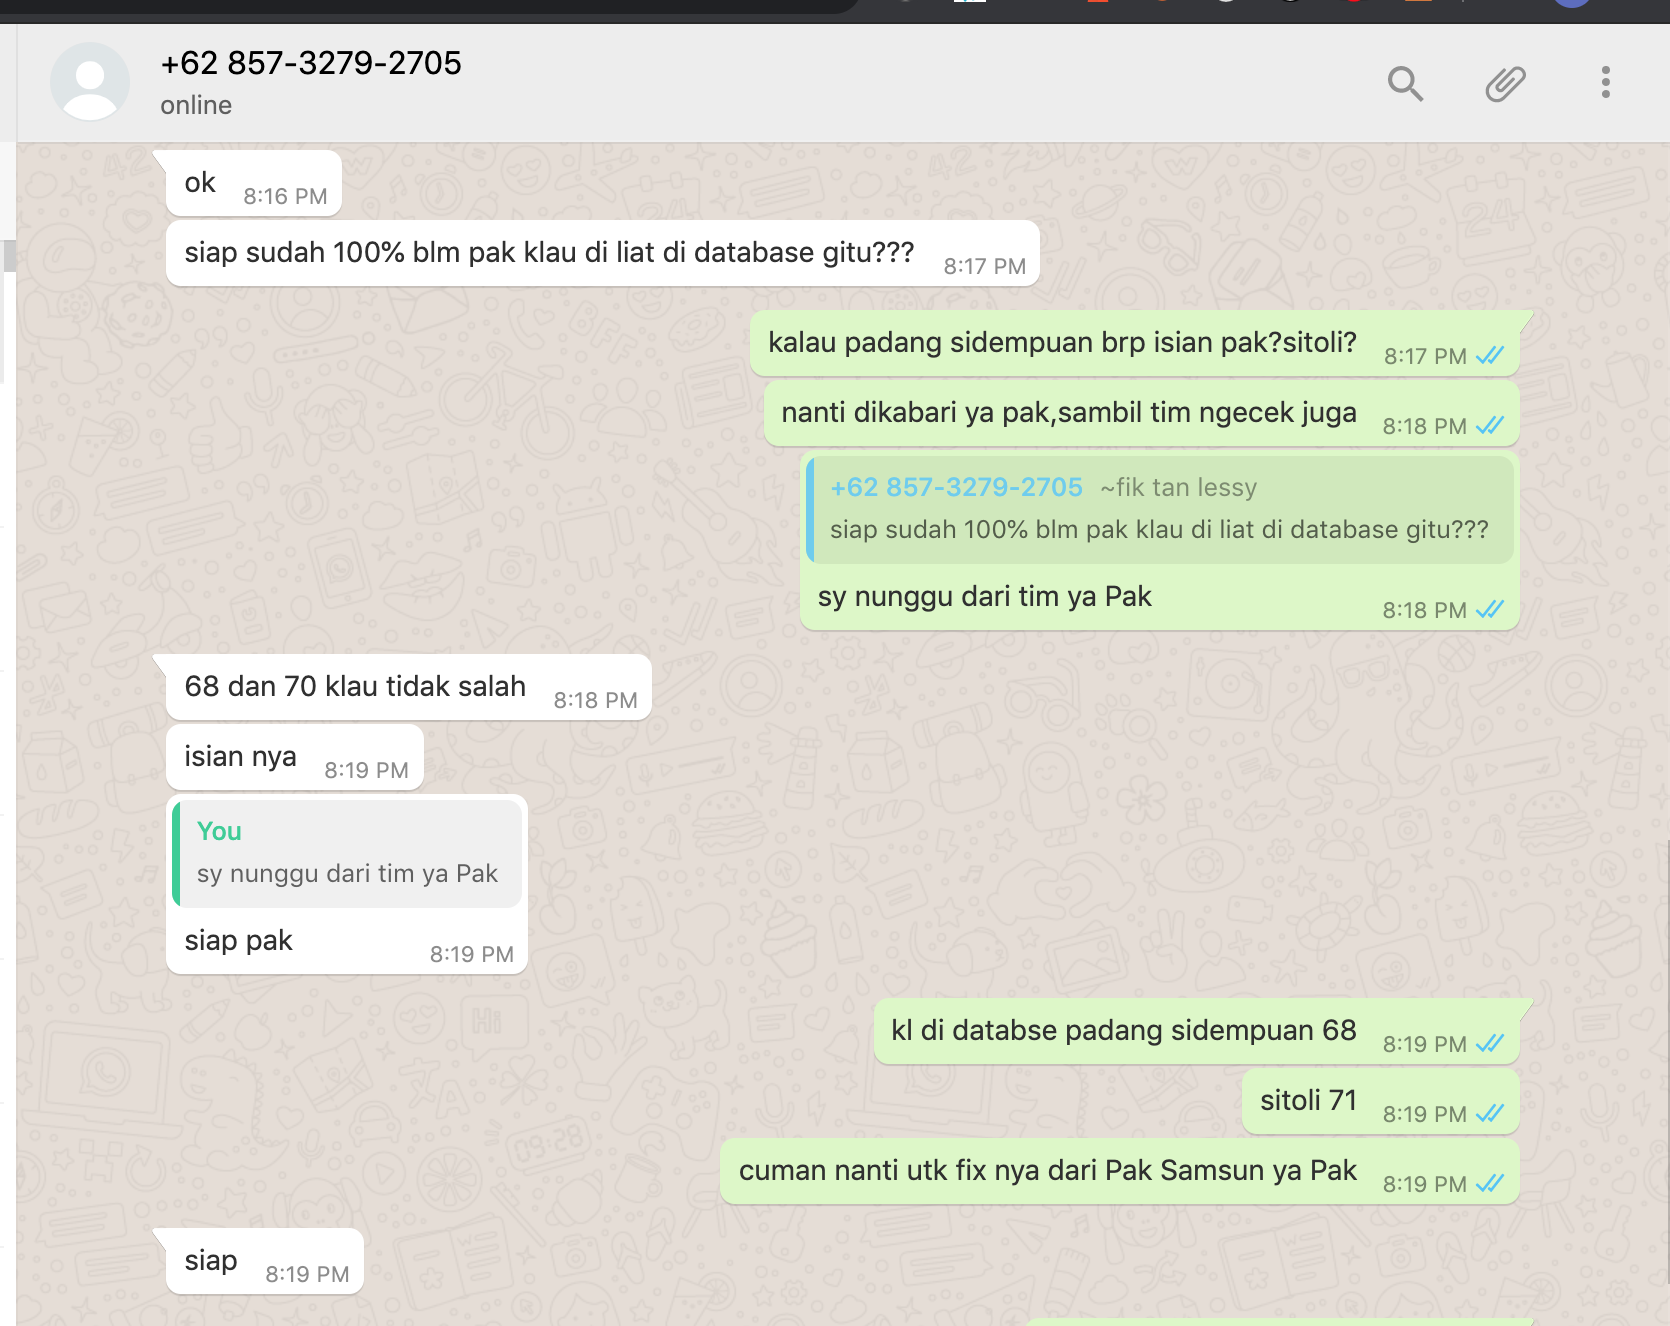 +62 857-3279-2705
online
ok
8:16 PM
siap sudah 100% blm pak klau di liat di database gitu???
8:17 PM
kalau padang sidempuan brp isian pak?sitoli?
8:17 PM
nanti dikabari ya pak,sambil tim ngecek juga
8:18 PM
+62 857-3279-2705 ~fik tan lessy
siap sudah 100% blm pak klau di liat di database gitu???
sy nunggu dari tim ya Pak
8:18 PM
68 dan 70 klau tidak salah
8:18 PM
isian nya
8:19 PM
You
sy nunggu dari tim ya Pak
siap pak
8:19 PM
kl di databse padang sidempuan 68
8:19 PM
sitoli 71
8:19 PM
cuman nanti utk fix nya dari Pak Samsun ya Pak
8:19 PM
siap
8:19 PM